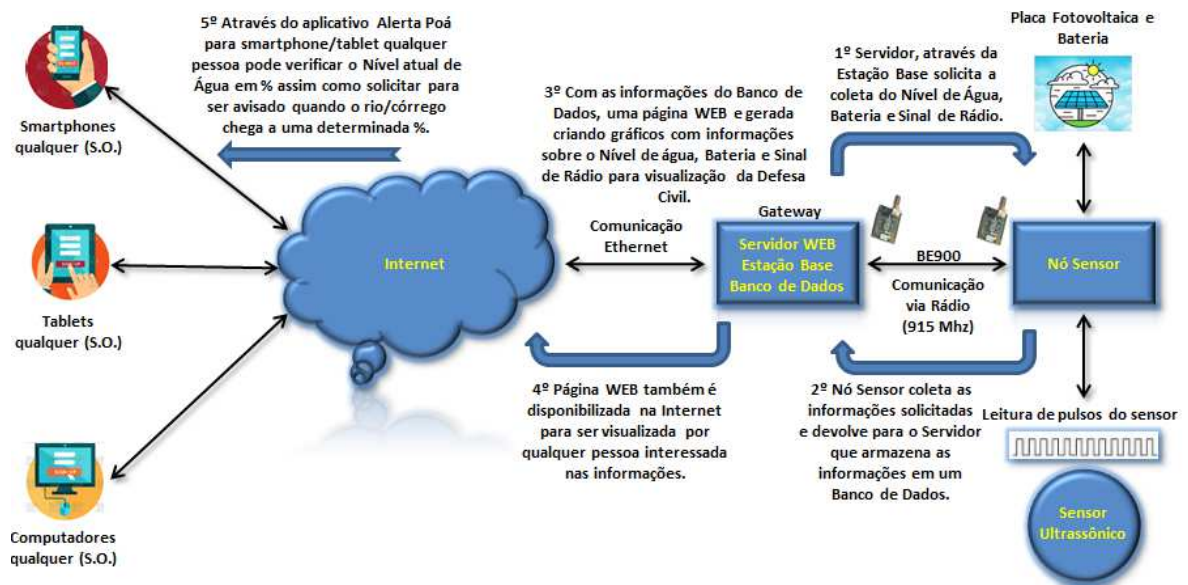 5º Através do aplicativo Alerta Poá
para smartphone/tablet qualquer
pessoa pode verificar o Nível atual de
Água em % assim como solicitar para
ser avisado quando o rio/córrego
chega a uma determinada %.
Smartphones
qualquer (S.O.)
Tablets
qualquer (S.O.)
Computadores
qualquer (S.O.)
Internet
3º Com as informações do Banco de
Dados, uma página WEB e gerada
criando gráficos com informações
sobre o Nível de água, Bateria e Sinal
de Rádio para visualização da Defesa
Civil.
Comunicação
Ethernet
4º Página WEB também é
disponibilizada na Internet
para ser visualizada por
qualquer pessoa interessada
nas informações.
Gateway
Servidor WEB
Estação Base
Banco de Dados
1º Servidor, através da
Estação Base solicita a
coleta do Nível de Água,
Bateria e Sinal de Rádio.
BE900
Comunicação
via Rádio
(915 Mhz)
2º Nó Sensor coleta as
informações solicitadas
e devolve para o Servidor
que armazena as
informações em um
Banco de Dados.
Placa Fotovoltaica e
Bateria
Nó Sensor
Leitura de pulsos do sensor
Sensor
Ultrassônico